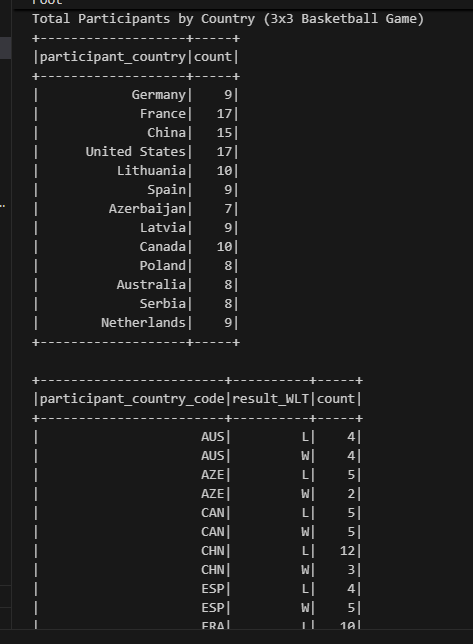 Total Participants by Country (3x3 Basketball Game)
+-------------------+-----+
|participant_country|count|
+-------------------+-----+
|            Germany|    9|
|             France|   17|
|              China|   15|
|      United States|   17|
|          Lithuania|   10|
|              Spain|    9|
|         Azerbaijan|    7|
|             Latvia|    9|
|             Canada|   10|
|             Poland|    8|
|          Australia|    8|
|             Serbia|    8|
|        Netherlands|    9|
+-------------------+-----+
+------------------------+----------+-----+
|participant_country_code|result_WLT|count|
+------------------------+----------+-----+
|                     AUS|         L|    4|
|                     AUS|         W|    4|
|                     AZE|         L|    5|
|                     AZE|         W|    2|
|                     CAN|         L|    5|
|                     CAN|         W|    5|
|                     CHN|         L|   12|
|                     CHN|         W|    3|
|                     ESP|         L|    4|
|                     ESP|         W|    5|
|                     FRA|         L|   10|